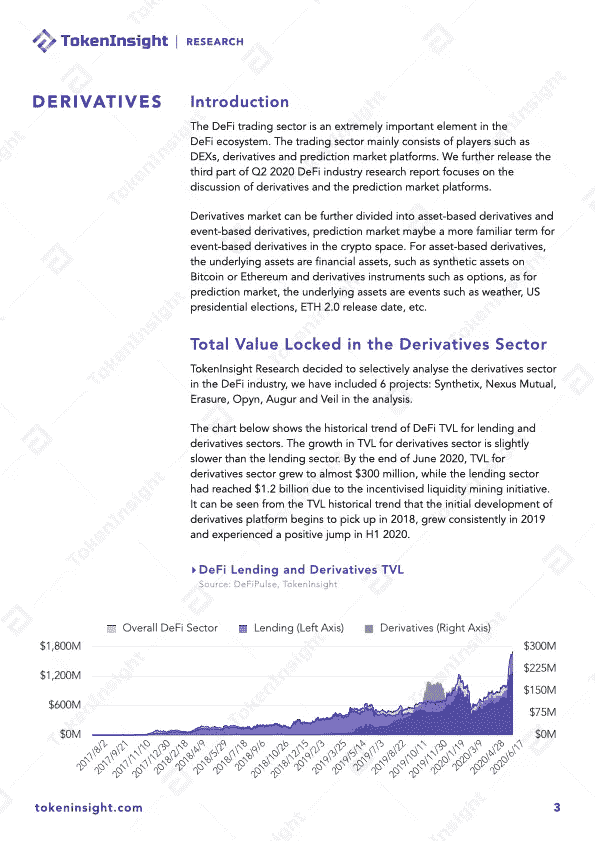 TokenInsight | RESEARCH
DERIVATIVES
Introduction
The DeFi trading sector is an extremely important element in the
DeFi ecosystem. The trading sector mainly consists of players such as
DEXs, derivatives and prediction market platforms. We further release the
third part of Q2 2020 DeFi industry research report focuses on the
discussion of derivatives and the prediction market platforms.
Derivatives market can be further divided into asset-based derivatives and
event-based derivatives, prediction market maybe a more familiar term for
event-based derivatives in the crypto space. For asset-based derivatives,
the underlying assets are financial assets, such as synthetic assets on
Bitcoin or Ethereum and derivatives instruments such as options, as for
prediction market, the underlying assets are events such as weather, US
presidential elections, ETH 2.0 release date, etc.
Total Value Locked in the Derivatives Sector
TokenInsight Research decided to selectively analyse the derivatives sector
in the DeFi industry, we have included 6 projects: Synthetix, Nexus Mutual,
Erasure, Opyn, Augur and Veil in the analysis.
The chart below shows the historical trend of DeFi TVL for lending and
derivatives sectors. The growth in TVL for derivatives sector is slightly
slower than the lending sector. By the end of June 2020, TVL for
derivatives sector grew to almost $300 million, while the lending sector
had reached $1.2 billion due to the incentivised liquidity mining initiative.
It can be seen from the TVL historical trend that the initial development of
derivatives platform begins to pick up in 2018, grew consistently in 2019
and experienced a positive jump in H1 2020.
DeFi Lending and Derivatives TVL
Source: DeFiPulse, TokenInsight
Overall DeFi Sector Lending (Left Axis) Derivatives (Right Axis)
$1,800M $300M
$225M
$1,200M
$150M
$600M
$75M
$0M $0M
2017/8/2 2017/9/21 2017/11/10 2017/12/30 2018/2/18 2018/4/9 2018/5/29 2018/7/18 2018/9/6 2018/10/26 2018/12/15 2019/2/3 2019/3/25 2019/5/14 2019/7/3 2019/8/22 2019/10/11 2019/11/30 2020/1/19 2020/3/9 2020/4/28 2020/6/17
tokeninsight.com 3